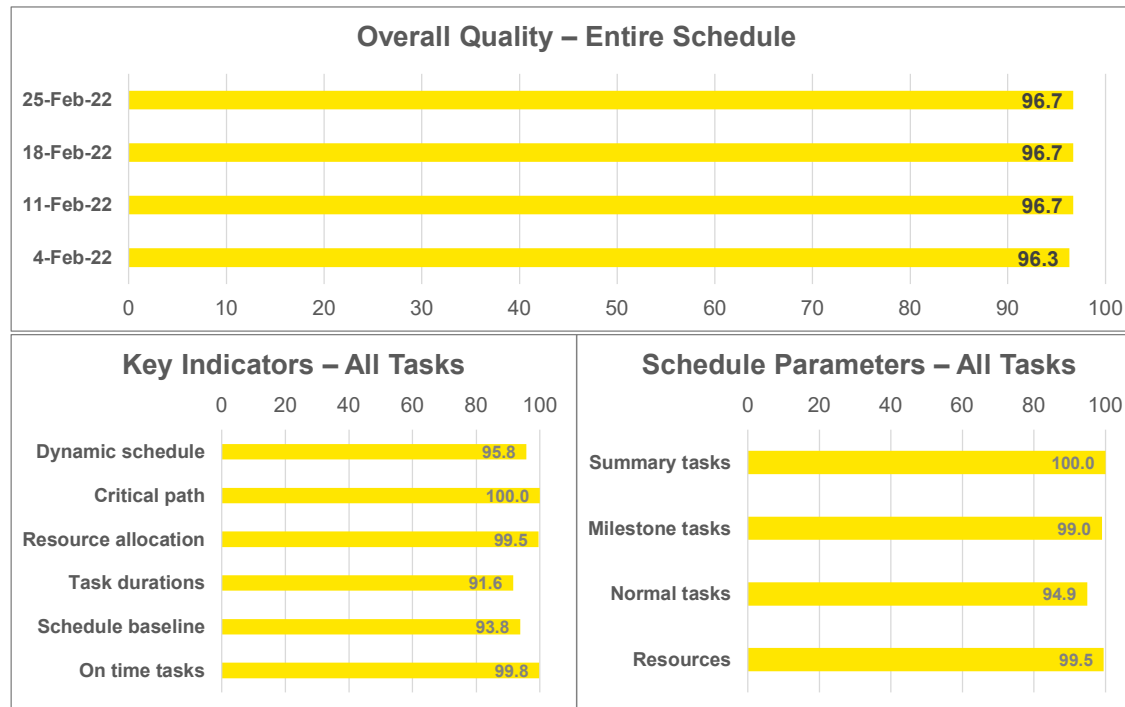 Overall Quality – Entire Schedule
25-Feb-22 96.7
18-Feb-22 96.7
11-Feb-22 96.7
4-Feb-22 96.3
0 10 20 30 40 50 60 70 80 90 100
Key Indicators – All Tasks
0 20 40 60 80 100
Dynamic schedule 95.8
Critical path 100.0
Resource allocation 99.5
Task durations 91.6
Schedule baseline 93.8
On time tasks 99.8
Schedule Parameters – All Tasks
0 20 40 60 80 100
Summary tasks 100.0
Milestone tasks 99.0
Normal tasks 94.9
Resources 99.5